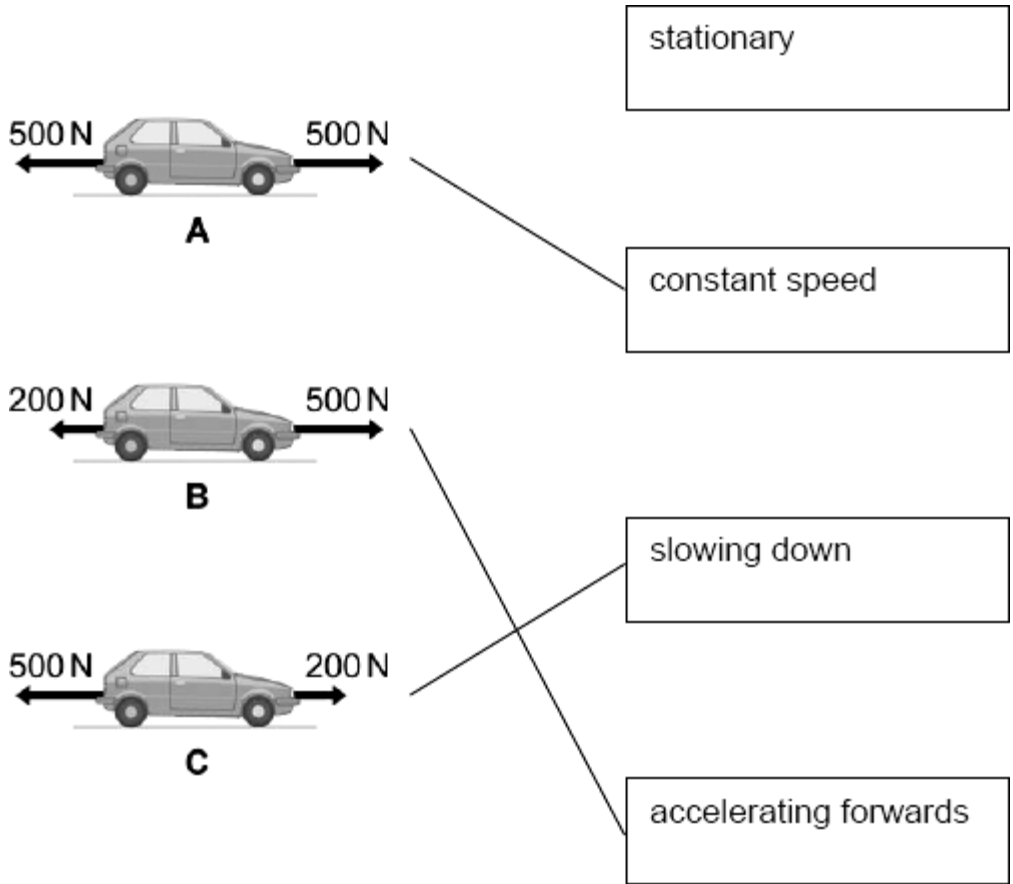 stationary
500 N 500 N
A
constant speed
200 N 500 N
B
slowing down
500 N 200 N
C
accelerating forwards